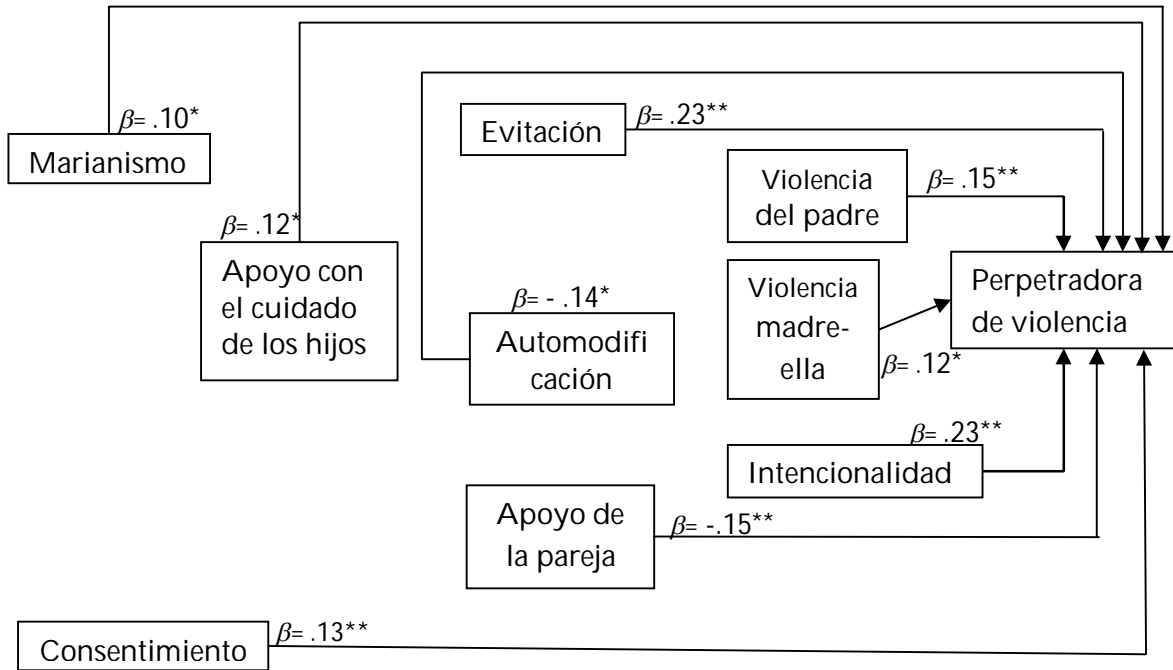 β= .10*
Marianismo
β= .23**
Evitación
β= .15**
Violencia
del padre
β= .12*
Apoyo con
el cuidado
de los hijos
β= - .14*
Automodifi
cación
Violencia
madre-
ella
β= .12*
Perpetradora
de violencia
β= .23**
Intencionalidad
Apoyo de
la pareja
β= -.15**
β= .13**
Consentimiento